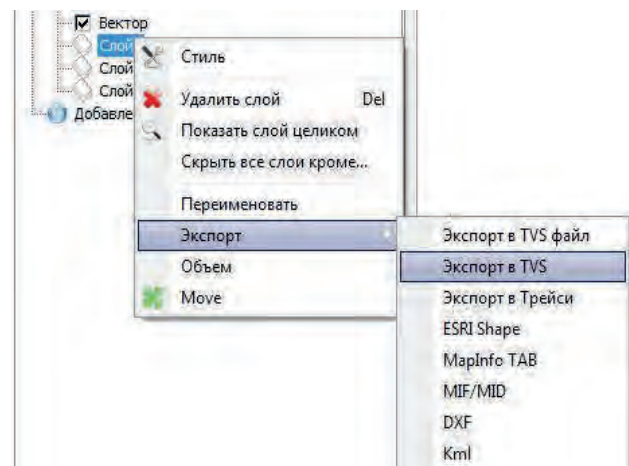 Вектор
Слой
Слой
Слой
Добавле
Стиль
Удалить слой Del
Показать слой целиком
Скрыть все слои кроме...
Переименовать
Экспорт
Объем
Move
Экспорт в TVS файл
Экспорт в TVS
Экспорт в Трейси
ESRI Shape
MapInfo TAB
MIF/MID
DXF
Kml